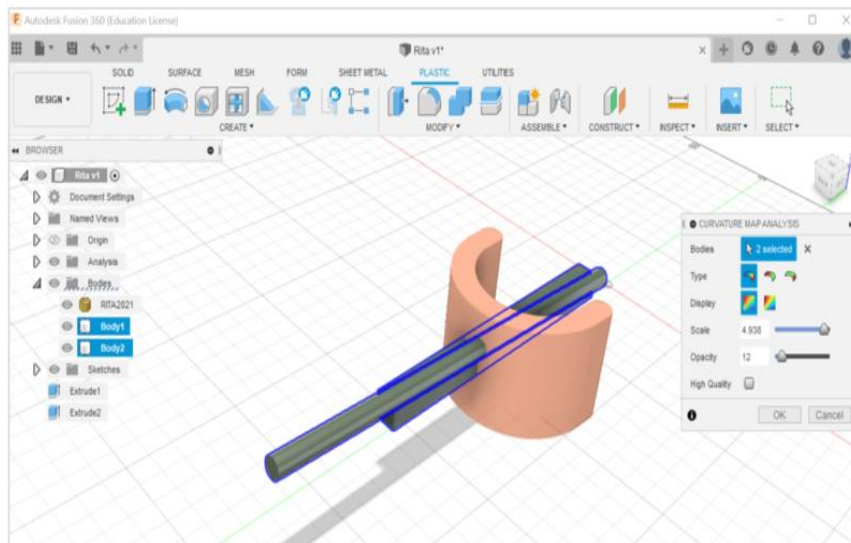 Autodesk Fusion 360 (Education License)
Rita v1*
SOLID SURFACE MESH FORM SHEET METAL PLASTIC UTILITIES
DESIGN
CREATE MODIFY ASSEMBLE CONSTRUCT INSPECT INSERT SELECT
BROWSER
Rita v1
Document Settings
Named Views
Origin
Analysis
Bodies
RITA2021
Body1
Body2
Sketches
Extrude1
Extrude2
CURVATURE MAP ANALYSIS
Bodies 2 selected
Type
Display
Scale 4.938
Opacity 12
High Quality
OK Cancel